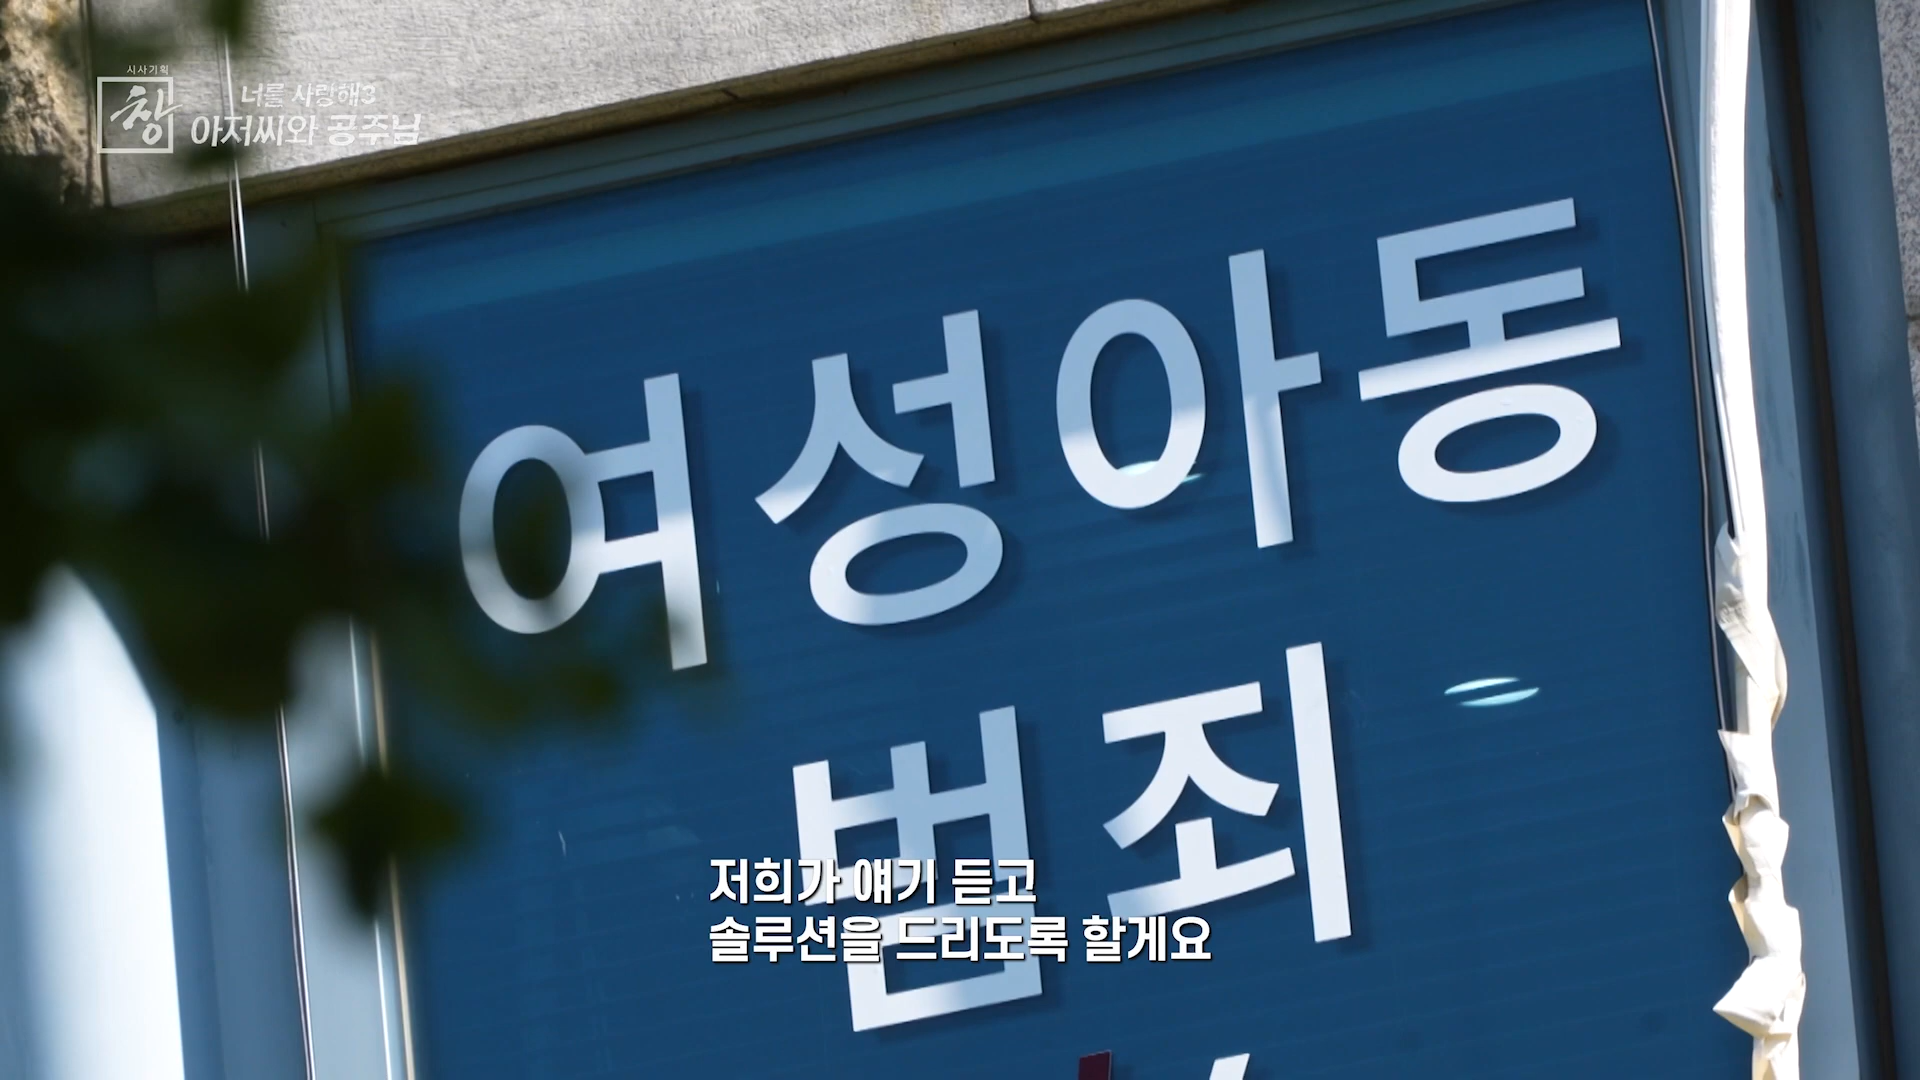 시사기획
창
너를 사랑해3
아저씨와 공주님
여성아동
범죄
저희가 얘기 듣고
솔루션을 드리도록 할게요